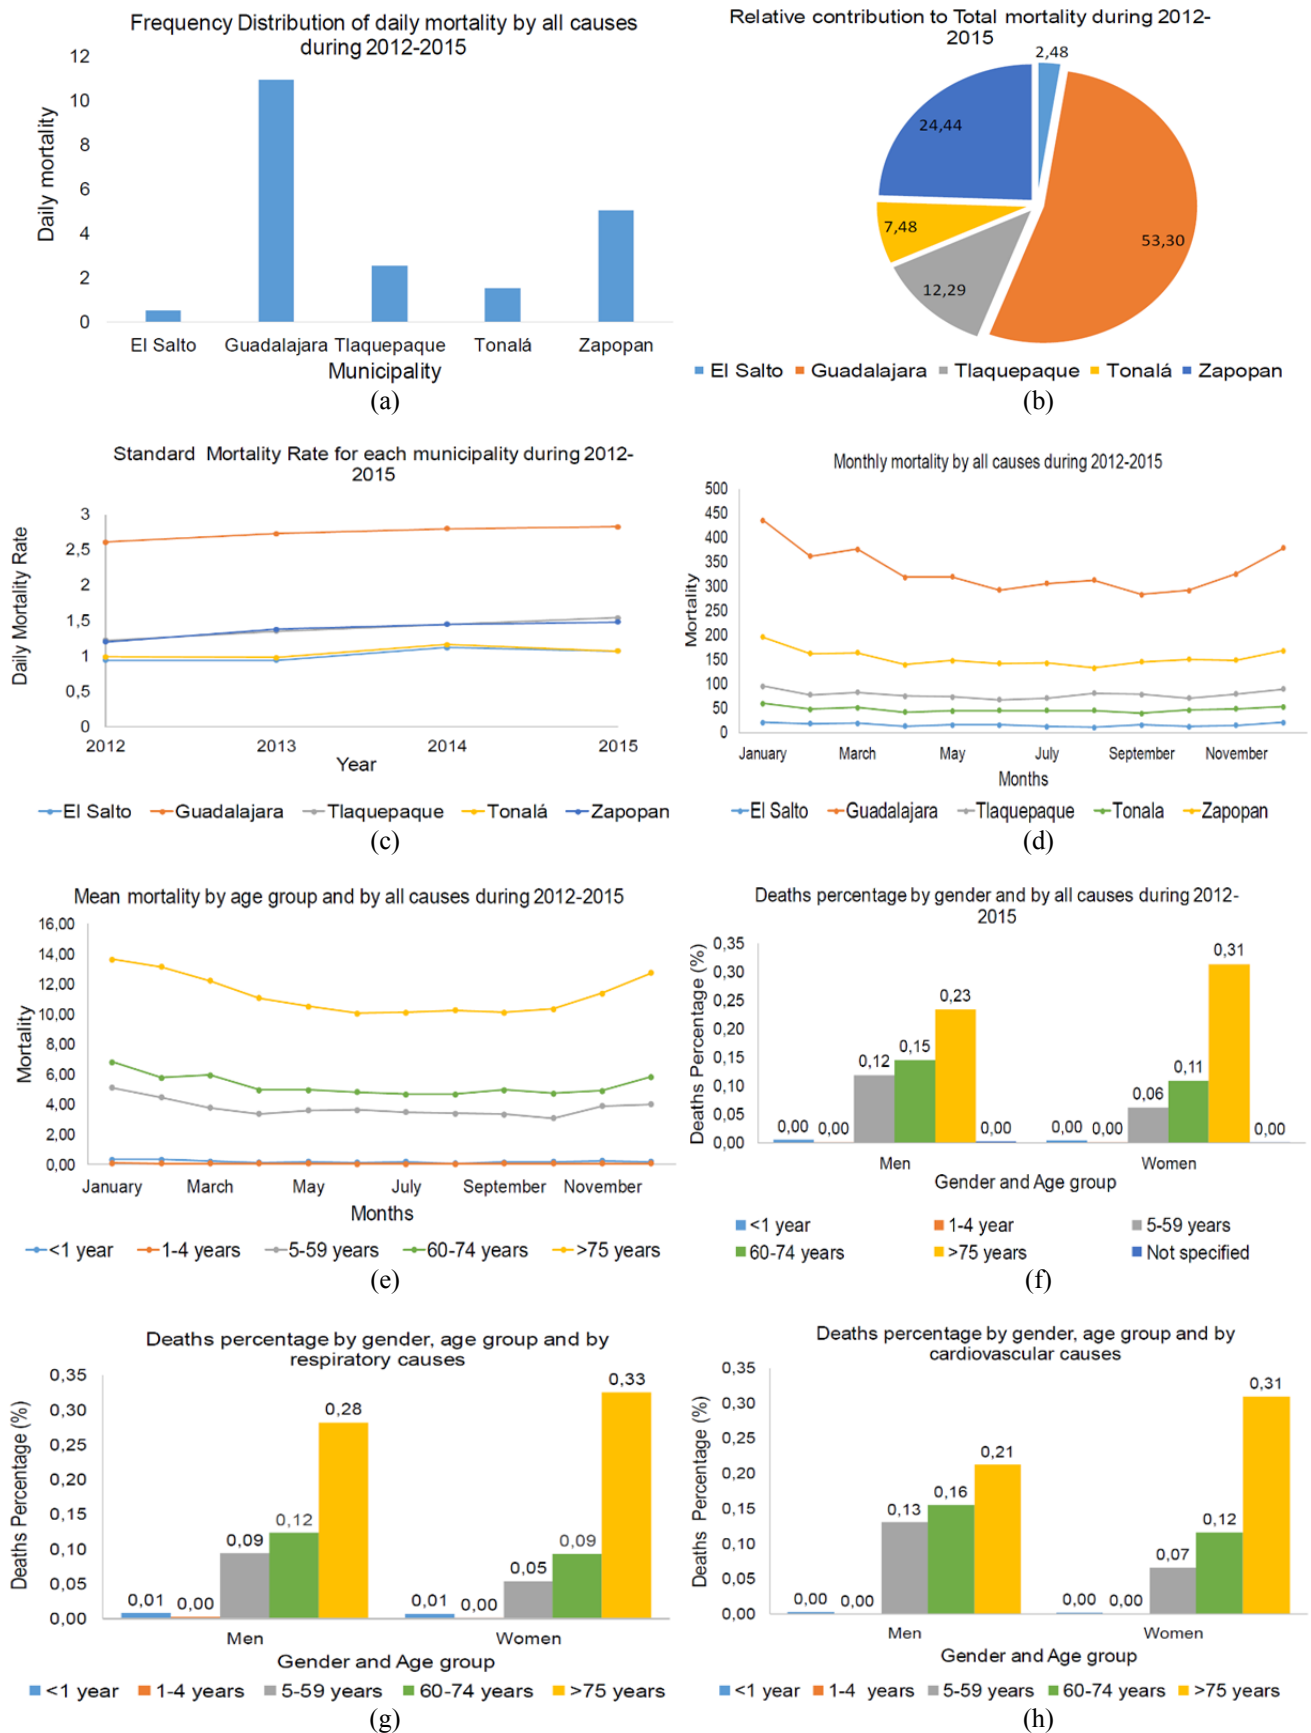 Frequency Distribution of daily mortality by all causes
during 2012-2015
12
10
8
6
4
2
0
Daily mortality
El Salto Guadalajara Tlaquepaque Tonalá Zapopan
Municipality
(a)
Relative contribution to Total mortality during 2012-
2015
2,48
24,44
7,48
53,30
12,29
El Salto Guadalajara Tlaquepaque Tonalá Zapopan
(b)
Standard Mortality Rate for each municipality during 2012-
2015
3
2,5
2
1,5
1
0,5
0
Daily Mortality Rate
2012 2013 2014 2015
Year
El Salto Guadalajara Tlaquepaque Tonalá Zapopan
(c)
Monthly mortality by all causes during 2012-2015
500
450
400
350
300
250
200
150
100
50
0
Mortality
January March May July September November
Months
El Salto Guadalajara Tlaquepaque Tonala Zapopan
(d)
Mean mortality by age group and by all causes during 2012-2015
16,00
14,00
12,00
10,00
8,00
6,00
4,00
2,00
0,00
Mortality
January March May July September November
Months
<1 year 1-4 years 5-59 years 60-74 years >75 years
(e)
Deaths percentage by gender and by all causes during 2012-
2015
0,35
0,30
0,25
0,20
0,15
0,10
0,05
0,00
Deaths Percentage (%)
0,00 0,00 0,12 0,15 0,23 0,00 0,00 0,00 0,06 0,11 0,31 0,00
Men Women
Gender and Age group
<1 year 1-4 year 5-59 years
60-74 years >75 years Not specified
(f)
Deaths percentage by gender, age group and by
respiratory causes
0,35
0,30
0,25
0,20
0,15
0,10
0,05
0,00
Deaths Percentage (%)
0,01 0,00 0,09 0,12 0,28 0,01 0,00 0,05 0,09 0,33
Men Women
Gender and Age group
<1 year 1-4 years 5-59 years 60-74 years >75 years
(g)
Deaths percentage by gender, age group and by
cardiovascular causes
0,35
0,30
0,25
0,20
0,15
0,10
0,05
0,00
Deaths Percentage (%)
0,00 0,00 0,13 0,16 0,21 0,00 0,00 0,07 0,12 0,31
Men Women
Gender and Age group
<1 year 1-4 years 5-59 years 60-74 years >75 years
(h)